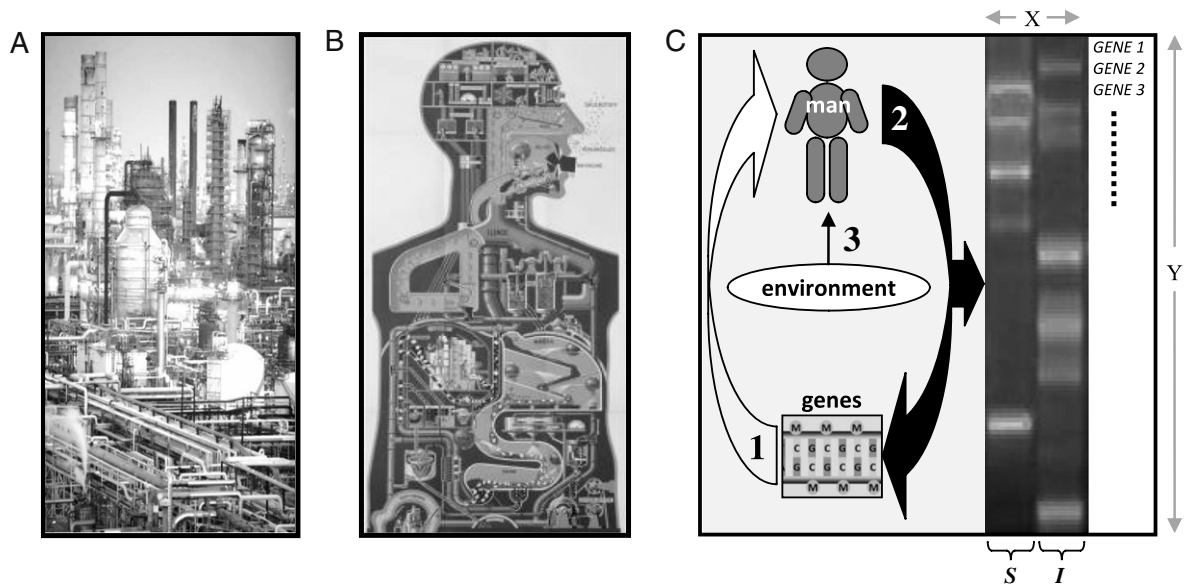 A
B
C
X
GENE 1
GENE 2
GENE 3
man
2
3
environment
Y
genes
1
M M M
C G C G C G
G C G C G C
M M M
S I